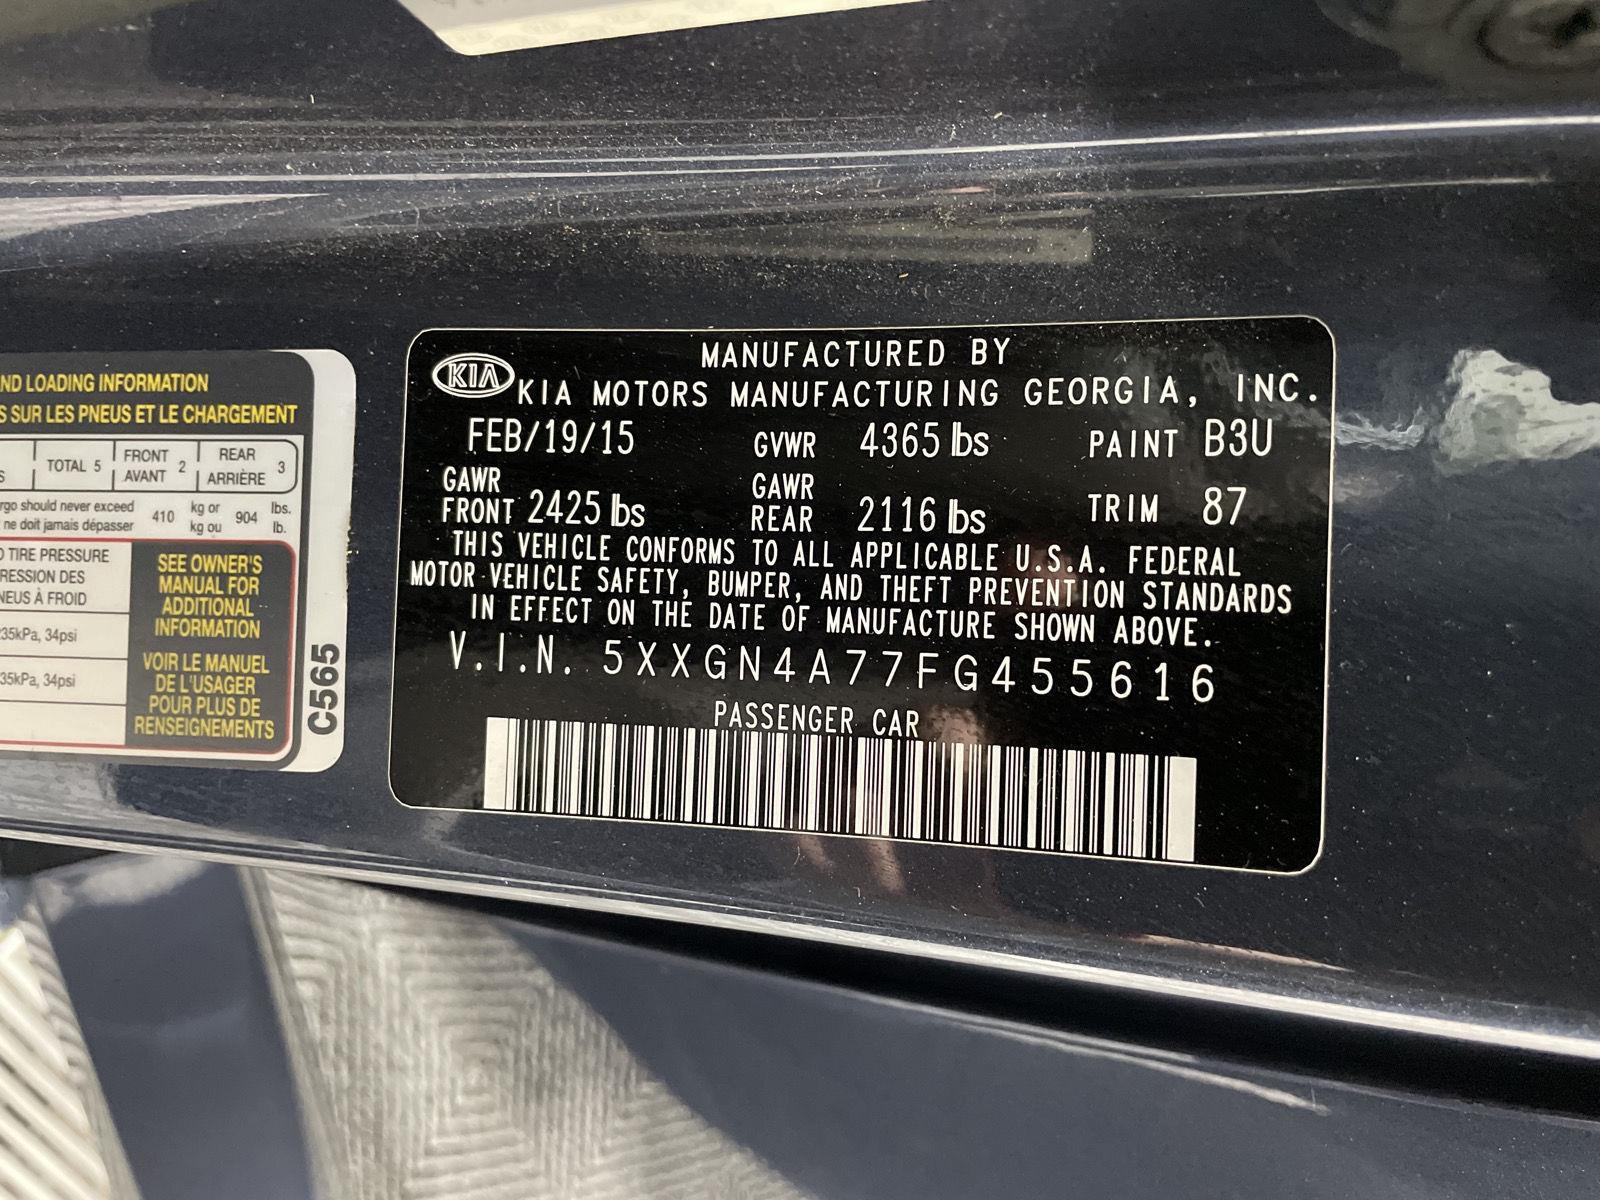 ND LOADING INFORMATION
S SUR LES PNEUS ET LE CHARGEMENT
TOTAL 5 FRONT AVANT 2 REAR ARRIÈRE 3
rgo should never exceed
ne doit jamais dépasser
410 kg or kg ou 904 lbs. lb.
TIRE PRESSURE
RESSION DES
NEUS À FROID
35kPa, 34psi
35kPa, 34psi
SEE OWNER'S
MANUAL FOR
ADDITIONAL
INFORMATION
VOIR LE MANUEL
DE L'USAGER
POUR PLUS DE
RENSEIGNEMENTS
C565
MANUFACTURED BY
KIA KIA MOTORS MANUFACTURING GEORGIA, INC.
FEB/19/15 GVWR 4365 lbs PAINT B3U
GAWR FRONT 2425 lbs GAWR REAR 2116 lbs TRIM 87
THIS VEHICLE CONFORMS TO ALL APPLICABLE U.S.A. FEDERAL
MOTOR VEHICLE SAFETY, BUMPER, AND THEFT PREVENTION STANDARDS
IN EFFECT ON THE DATE OF MANUFACTURE SHOWN ABOVE.
V.I.N. 5XXGN4A77FG455616
PASSENGER CAR